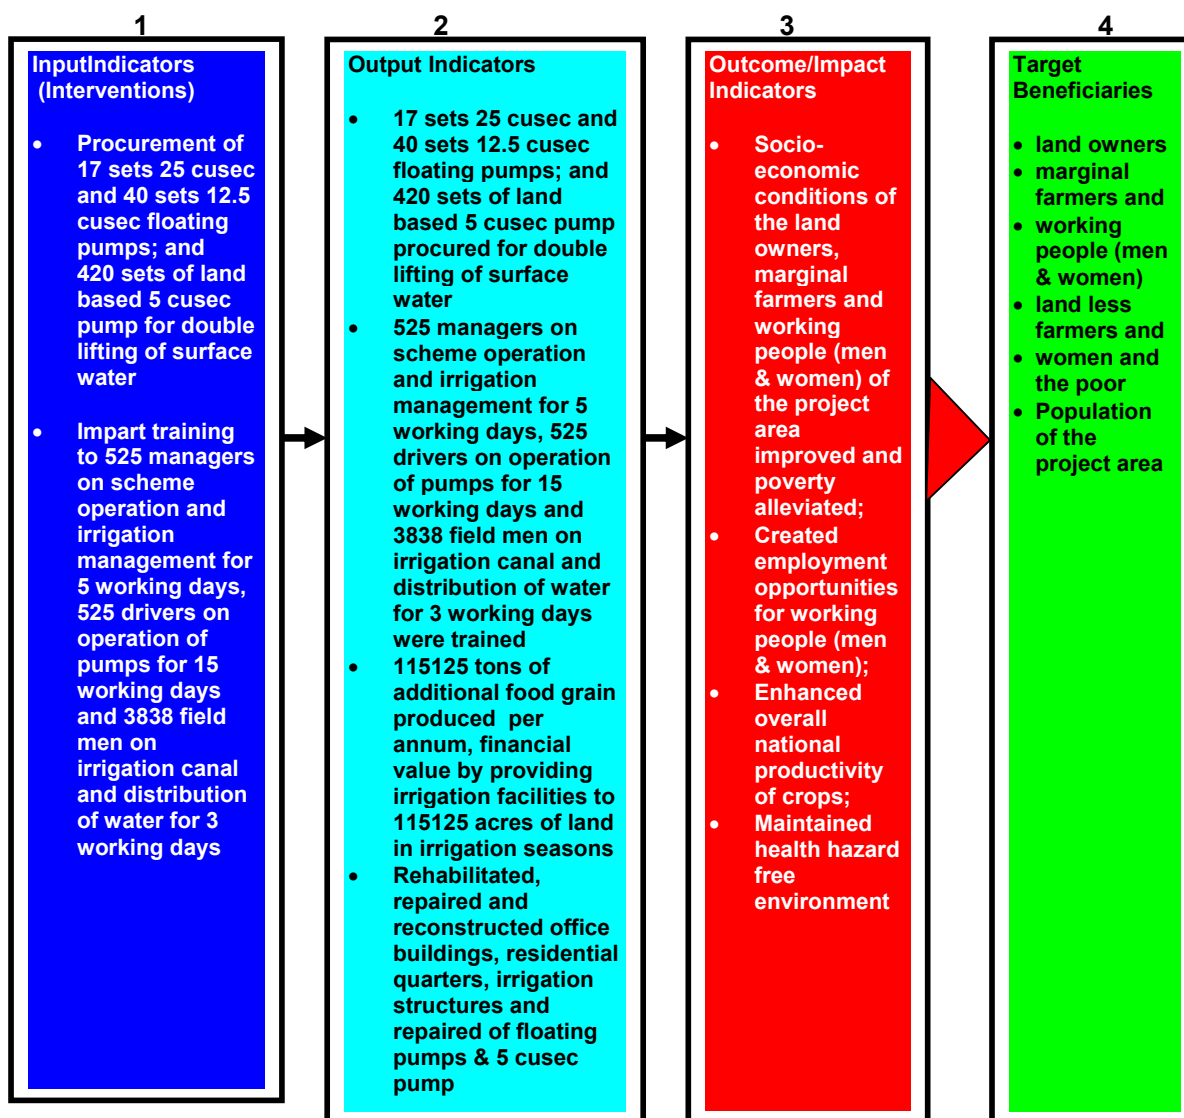 1
2
3
4
InputIndicators
(Interventions)
• Procurement of
17 sets 25 cusec
and 40 sets 12.5
cusec floating
pumps; and
420 sets of land
based 5 cusec
pump for double
lifting of surface
water
• Impart training
to 525 managers
on scheme
operation and
irrigation
management for
5 working days,
525 drivers on
operation of
pumps for 15
working days
and 3838 field
men on
irrigation canal
and distribution
of water for 3
working days
Output Indicators
• 17 sets 25 cusec and
40 sets 12.5 cusec
floating pumps; and
420 sets of land
based 5 cusec pump
procured for double
lifting of surface
water
• 525 managers on
scheme operation
and irrigation
management for 5
working days, 525
drivers on operation
of pumps for 15
working days and
3838 field men on
irrigation canal and
distribution of water
for 3 working days
were trained
• 115125 tons of
additional food grain
produced per
annum, financial
value by providing
irrigation facilities to
115125 acres of land
in irrigation seasons
• Rehabilitated,
repaired and
reconstructed office
buildings, residential
quarters, irrigation
structures and
repaired of floating
pumps & 5 cusec
pump
Outcome/Impact
Indicators
• Socio-
economic
conditions of
the land
owners,
marginal
farmers and
working
people (men
& women) of
the project
area
improved and
poverty
alleviated;
• Created
employment
opportunities
for working
people (men
& women);
• Enhanced
overall
national
productivity
of crops;
• Maintained
health hazard
free
environment
Target
Beneficiaries
• land owners
• marginal
farmers and
• working
people (men
& women)
• land less
farmers and
• women and
the poor
• Population
of the
project area